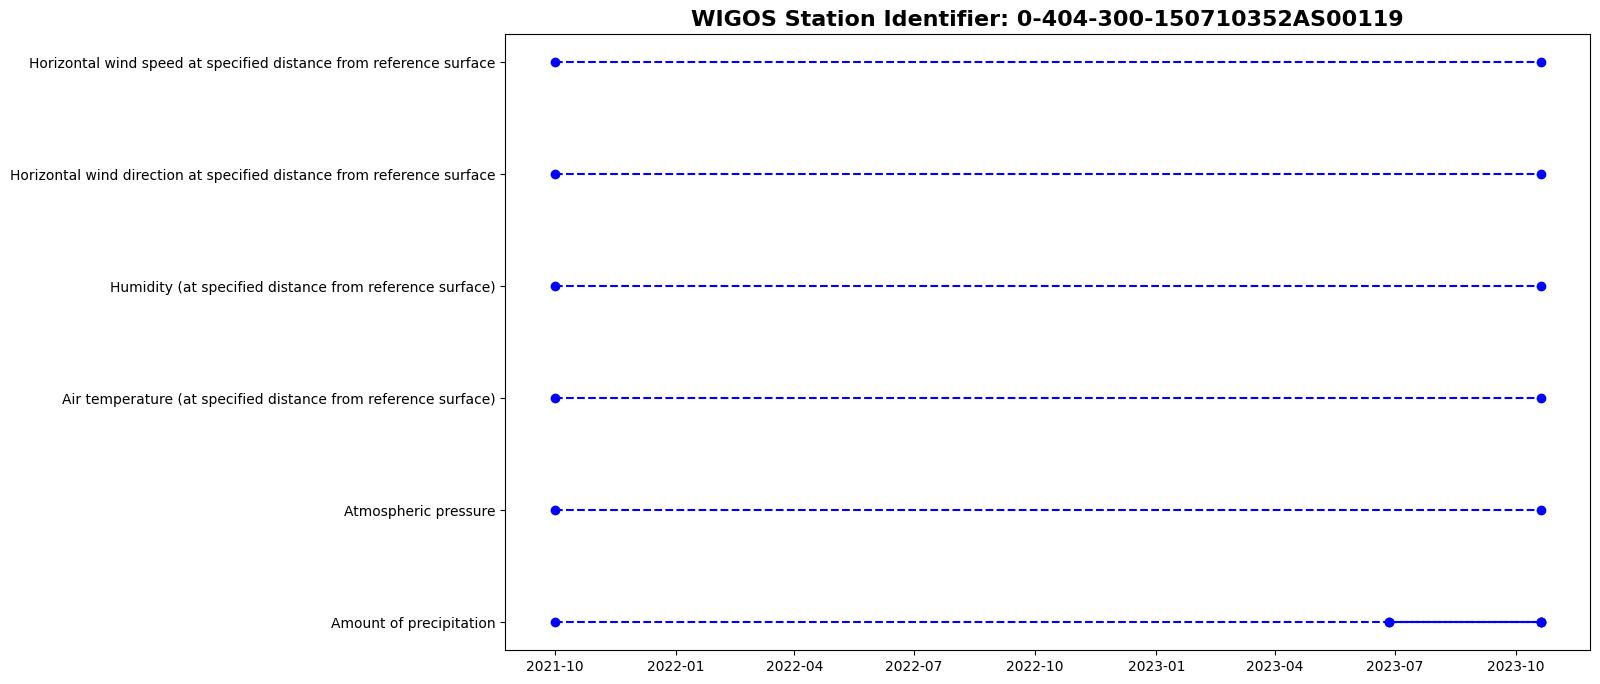 WIGOS Station Identifier: 0-404-300-150710352AS00119
Horizontal wind speed at specified distance from reference surface
Horizontal wind direction at specified distance from reference surface
Humidity (at specified distance from reference surface)
Air temperature (at specified distance from reference surface)
Atmospheric pressure
Amount of precipitation
2021-10 2022-01 2022-04 2022-07 2022-10 2023-01 2023-04 2023-07 2023-10